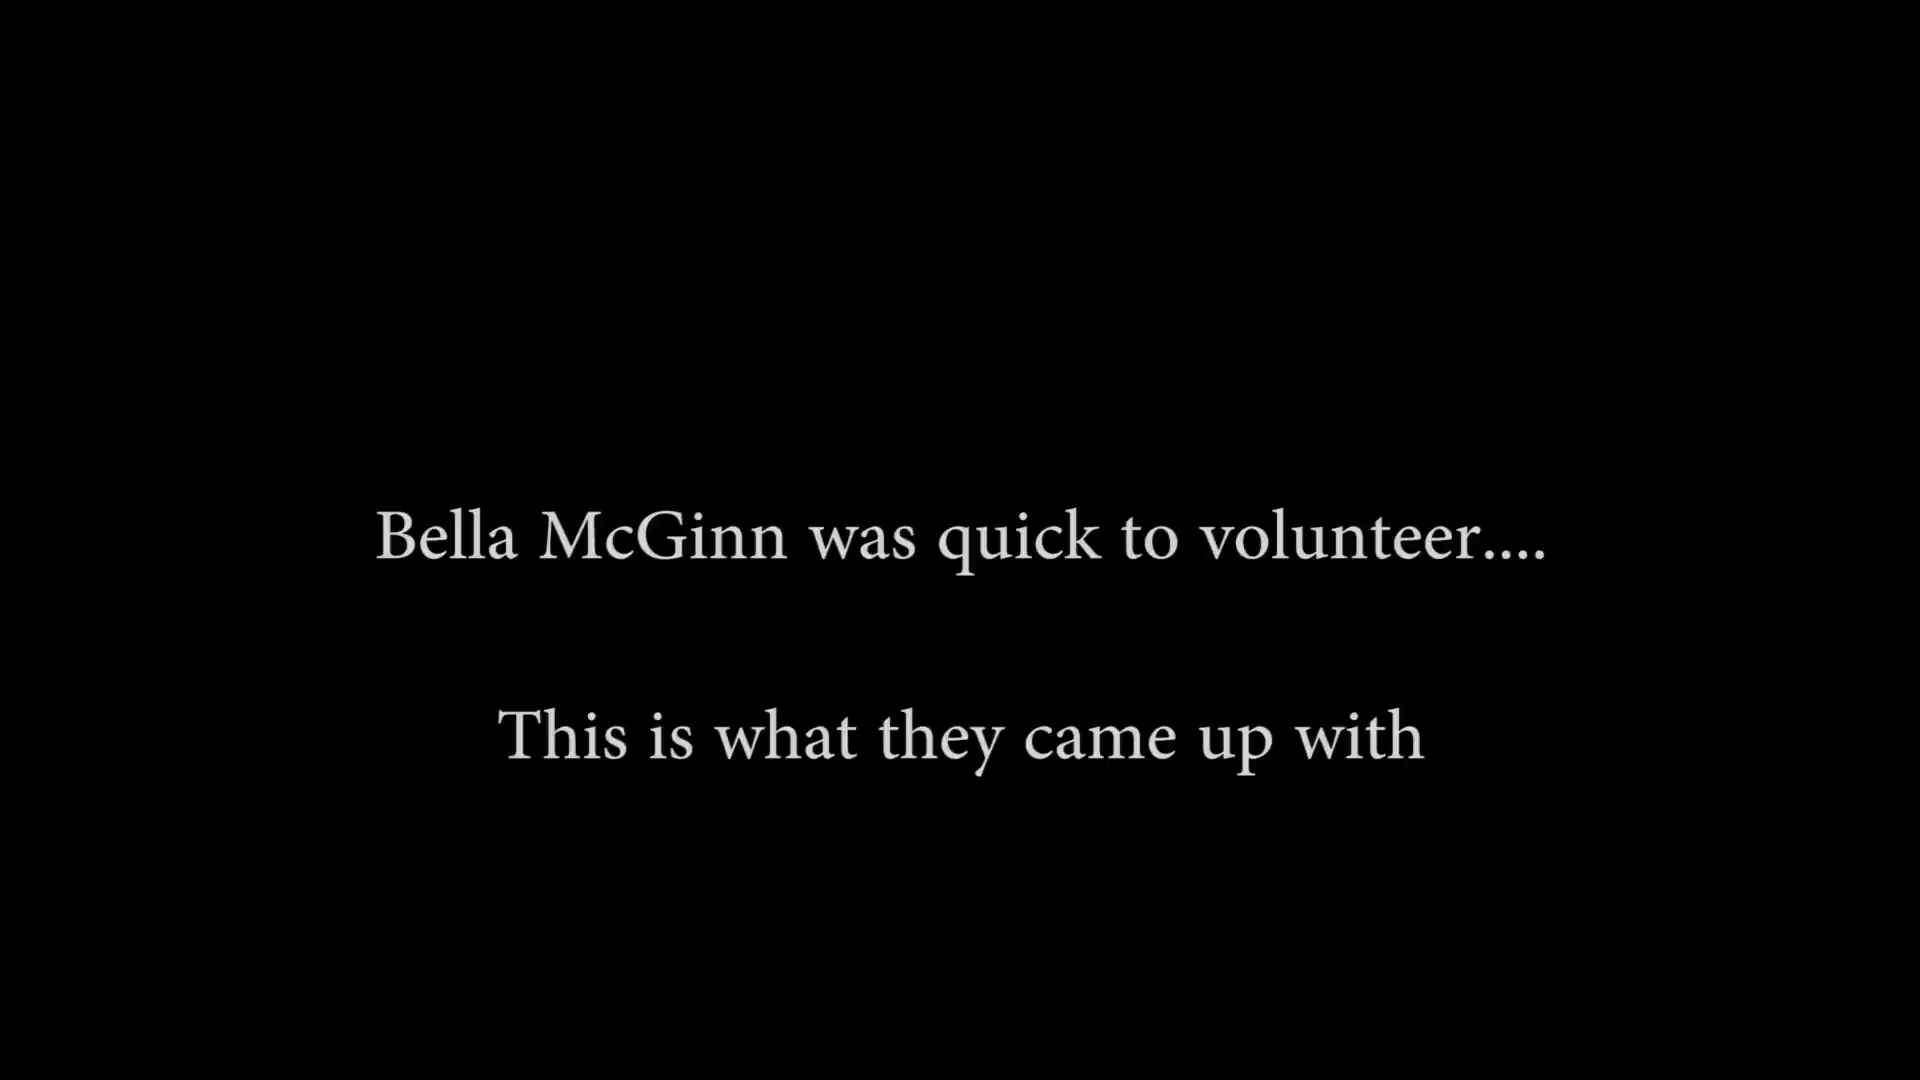 Bella McGinn was quick to volunteer....
This is what they came up with